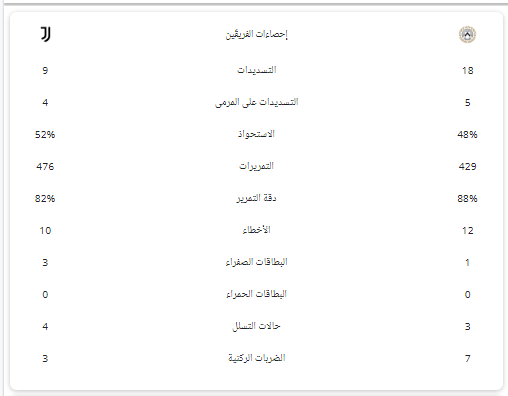 إحصاءات الفريقَين
18 التسديدات 9
5 التسديدات على المرمى 4
48% الاستحواذ 52%
429 التمريرات 476
88% دقة التمرير 82%
12 الأخطاء 10
1 البطاقات الصفراء 3
0 البطاقات الحمراء 0
3 حالات التسلل 4
7 الضربات الركنية 3